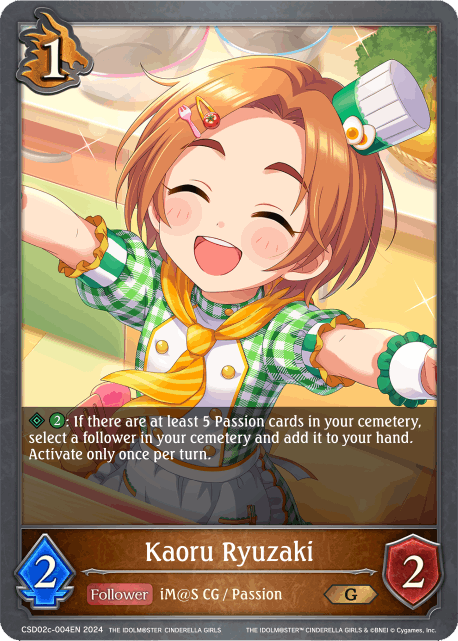 1
2: If there are at least 5 Passion cards in your cemetery,
select a follower in your cemetery and add it to your hand.
Activate only once per turn.
Kaoru Ryuzaki
2
Follower iM@S CG / Passion
G
2
CSD02c-004EN 2024 THE IDOLM@STER CINDERELLA GIRLS THE IDOLM@STER™ CINDERELLA GIRLS & ©BNEI © Cygames, Inc.